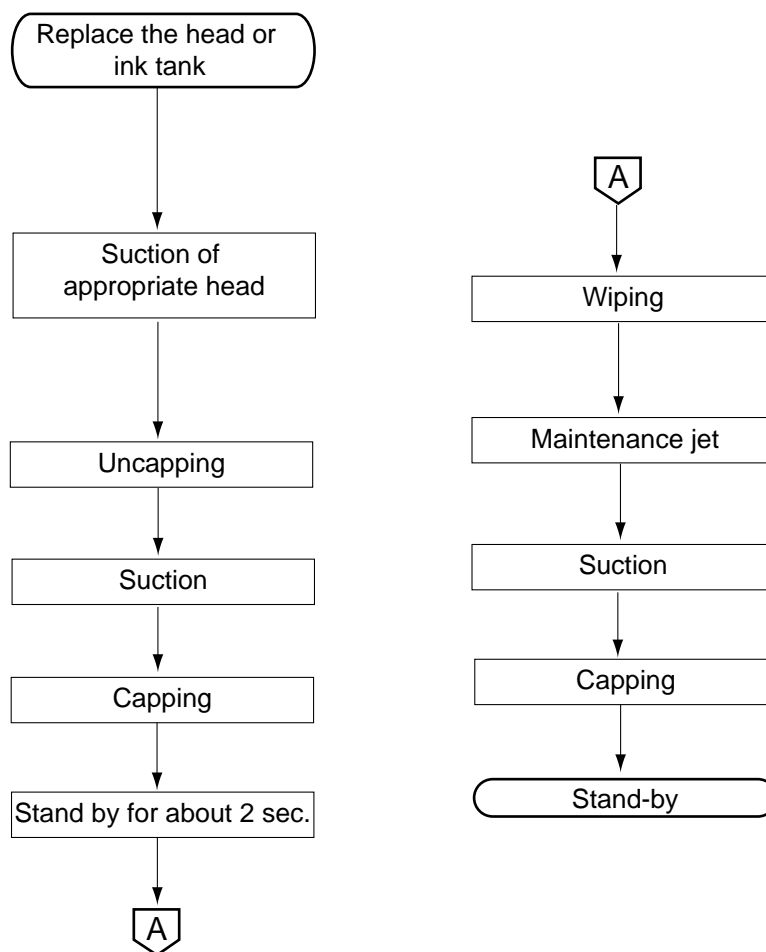 Replace the head or
ink tank
Suction of
appropriate head
Uncapping
Suction
Capping
Stand by for about 2 sec.
A
A
Wiping
Maintenance jet
Suction
Capping
Stand-by